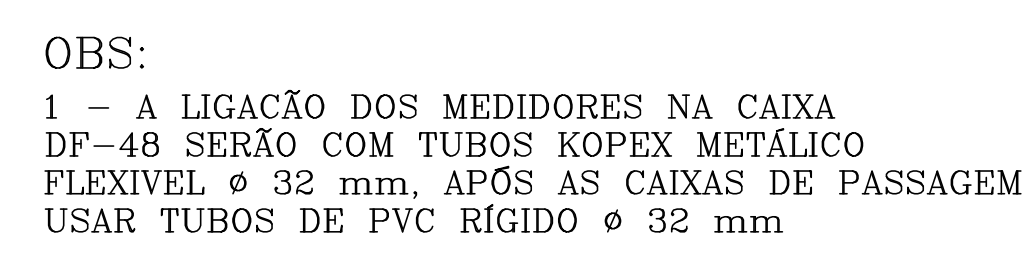 OBS:
1 - A LIGACÃO DOS MEDIDORES NA CAIXA
DF-48 SERÃO COM TUBOS KOPEX METÁLICO
FLEXIVEL ø 32 mm, APÓS AS CAIXAS DE PASSAGEM
USAR TUBOS DE PVC RÍGIDO ø 32 mm